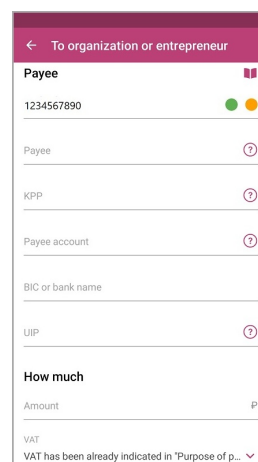 To organization or entrepreneur
Payee
1234567890
Payee
KPP
Payee account
BIC or bank name
UIP
How much
Amount ₽
VAT
VAT has been already indicated in "Purpose of p...